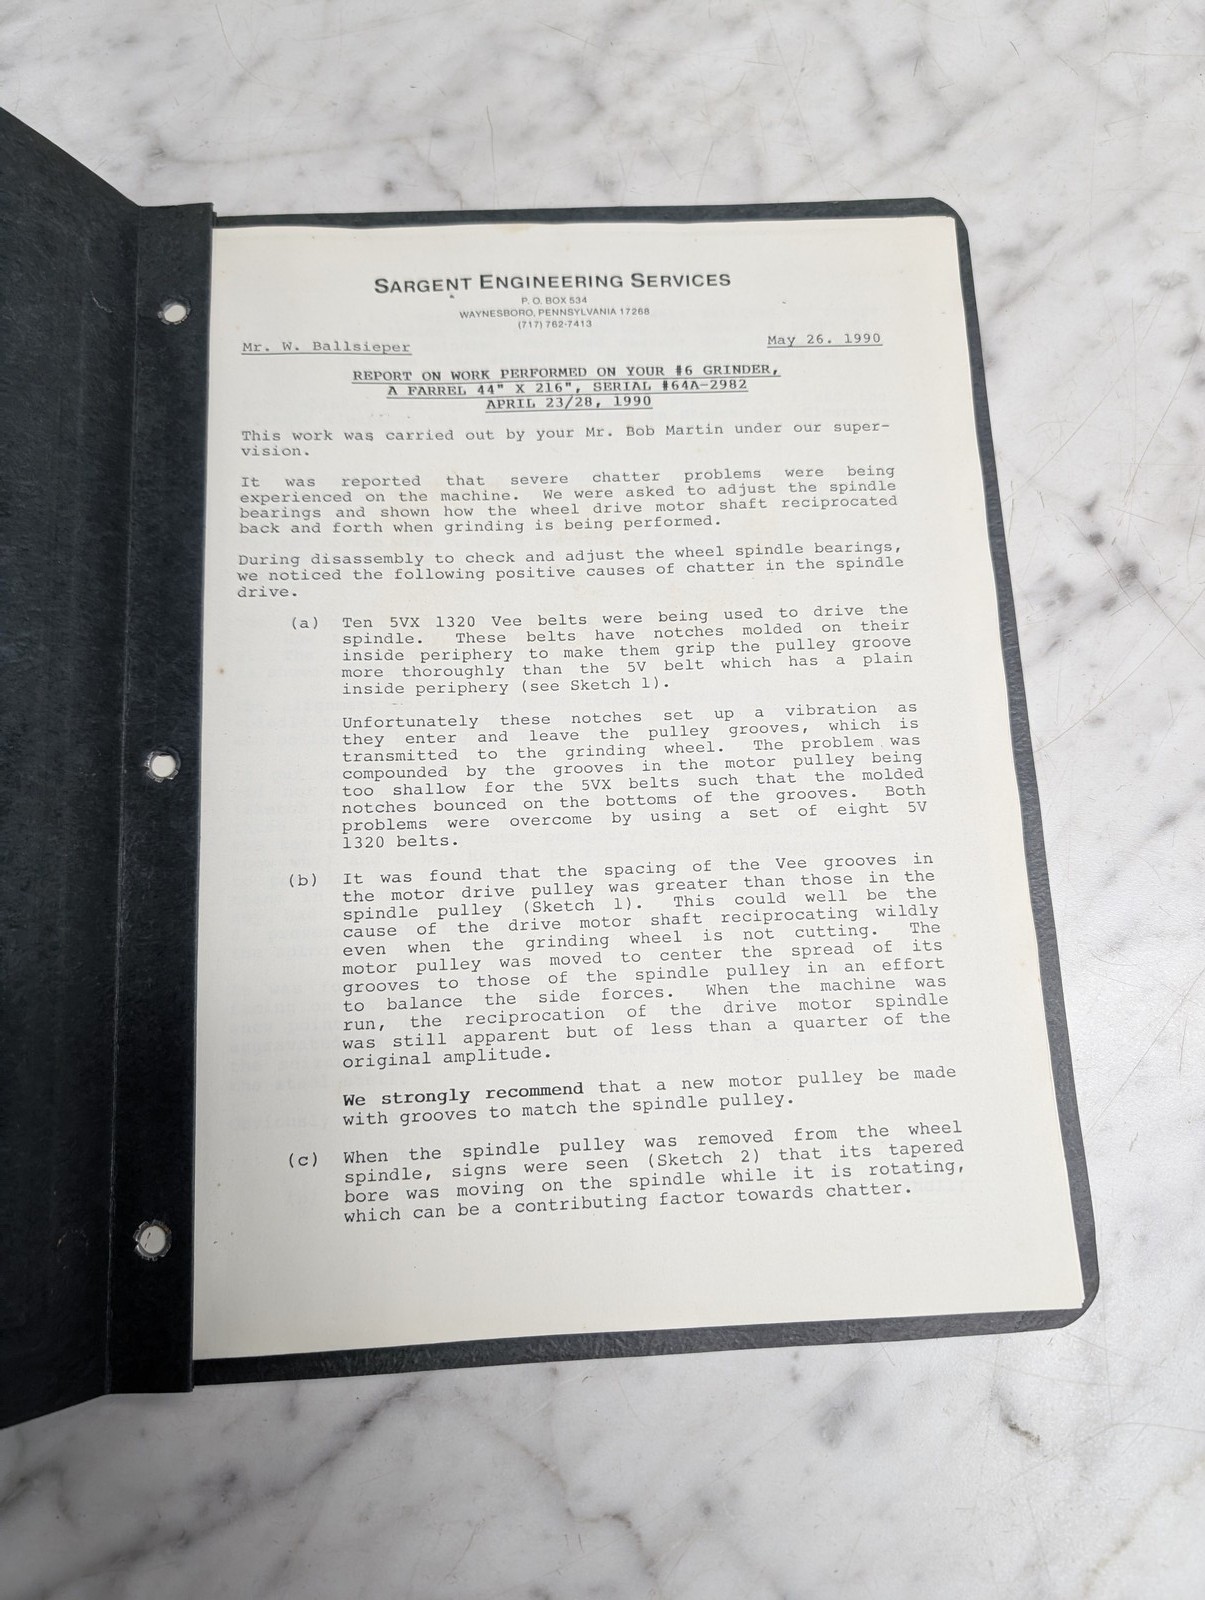 SARGENT ENGINEERING SERVICES
P. O. BOX 534
WAYNESBORO, PENNSYLVANIA 17268
(717) 762-7413
Mr. W. Ballsieper
May 26. 1990
REPORT ON WORK PERFORMED ON YOUR #6 GRINDER,
A FARREL 44" X 216", SERIAL #64A-2982
APRIL 23/28, 1990
This work was carried out by your Mr. Bob Martin under our super-
vision.
It was reported that severe chatter problems were being
experienced on the machine. We were asked to adjust the spindle
bearings and shown how the wheel drive motor shaft reciprocated
back and forth when grinding is being performed.
During disassembly to check and adjust the wheel spindle bearings,
we noticed the following positive causes of chatter in the spindle
drive.
(a) Ten 5VX 1320 Vee belts were being used to drive the
spindle. These belts have notches molded on their
inside periphery to make them grip the pulley groove
more thoroughly than the 5V belt which has a plain
inside periphery (see Sketch 1).
Unfortunately these notches set up a vibration as
they enter and leave the pulley grooves, which is
transmitted to the grinding wheel. The problem was
compounded by the grooves in the motor pulley being
too shallow for the 5VX belts such that the molded
notches bounced on the bottoms of the grooves. Both
problems were overcome by using a set of eight 5V
1320 belts.
(b) It was found that the spacing of the Vee grooves in
the motor drive pulley was greater than those in the
spindle pulley (Sketch 1). This could well be the
cause of the drive motor shaft reciprocating wildly
even when the grinding wheel is not cutting. The
motor pulley was moved to center the spread of its
grooves to those of the spindle pulley in an effort
to balance the side forces. When the machine was
run, the reciprocation of the drive motor spindle
was still apparent but of less than a quarter of the
original amplitude.
We strongly recommend that a new motor pulley be made
with grooves to match the spindle pulley.
(c) When the spindle pulley was removed from the wheel
spindle, signs were seen (Sketch 2) that its tapered
bore was moving on the spindle while it is rotating,
which can be a contributing factor towards chatter.